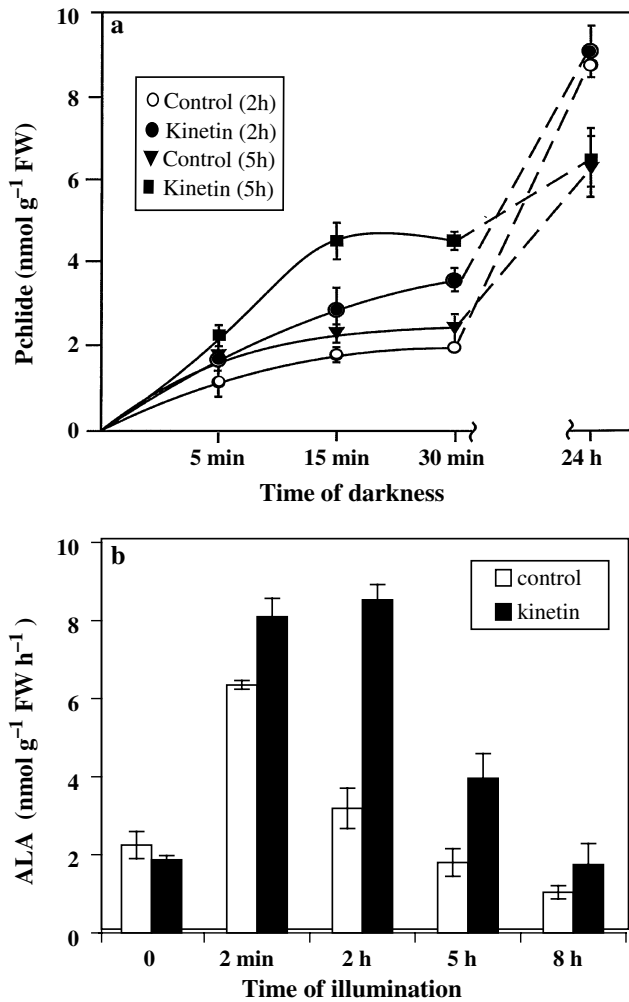 a
10
8
6
4
2
0
Pchlide (nmol g⁻¹ FW)
Control (2h)
Kinetin (2h)
Control (5h)
Kinetin (5h)
5 min 15 min 30 min 24 h
Time of darkness
b
10
8
6
4
2
0
ALA (nmol g⁻¹ FW h⁻¹)
control
kinetin
0 2 min 2 h 5 h 8 h
Time of illumination